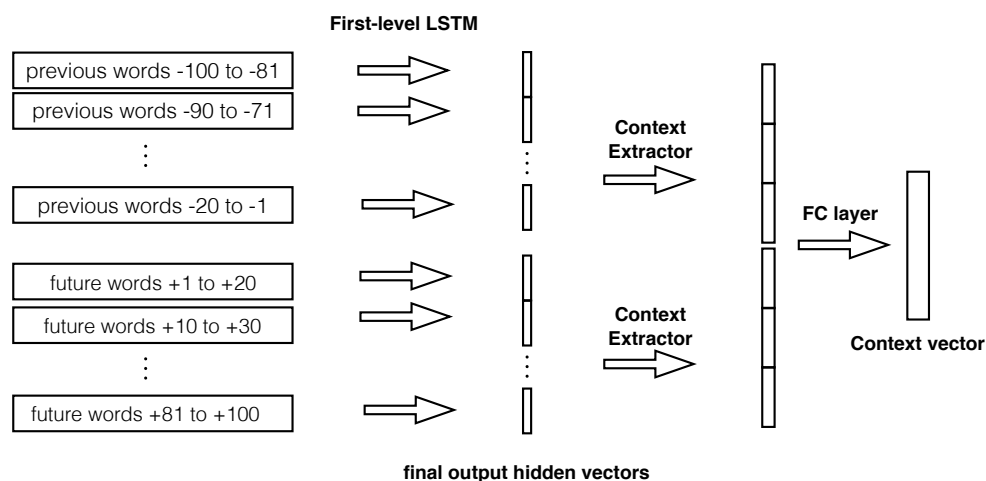 First-level LSTM
previous words -100 to -81
previous words -90 to -71
previous words -20 to -1
future words +1 to +20
future words +10 to +30
future words +81 to +100
Context
Extractor
Context
Extractor
FC layer
Context vector
final output hidden vectors